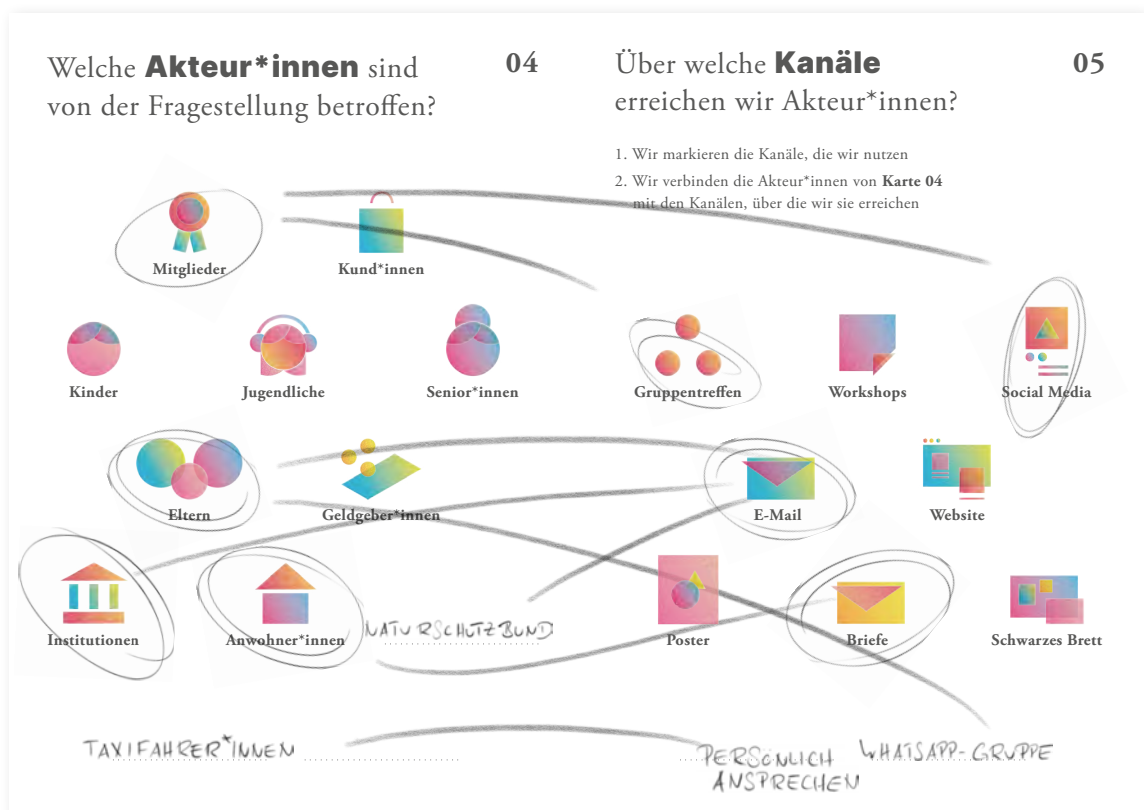 Welche Akteur*innen sind
von der Fragestellung betroffen?
04
Mitglieder
Kund*innen
Kinder
Jugendliche
Senior*innen
Eltern
Geldgeber*innen
Institutionen
Anwohner*innen
NATURSCHUTZBUND
TAXIFAHRER*INNEN
Über welche Kanäle
erreichen wir Akteur*innen?
05
1. Wir markieren die Kanäle, die wir nutzen
2. Wir verbinden die Akteur*innen von Karte 04
mit den Kanälen, über die wir sie erreichen
Gruppentreffen
Workshops
Social Media
E-Mail
Website
Poster
Briefe
Schwarzes Brett
PERSÖNLICH
ANSPRECHEN
WHATSAPP-GRUPPE